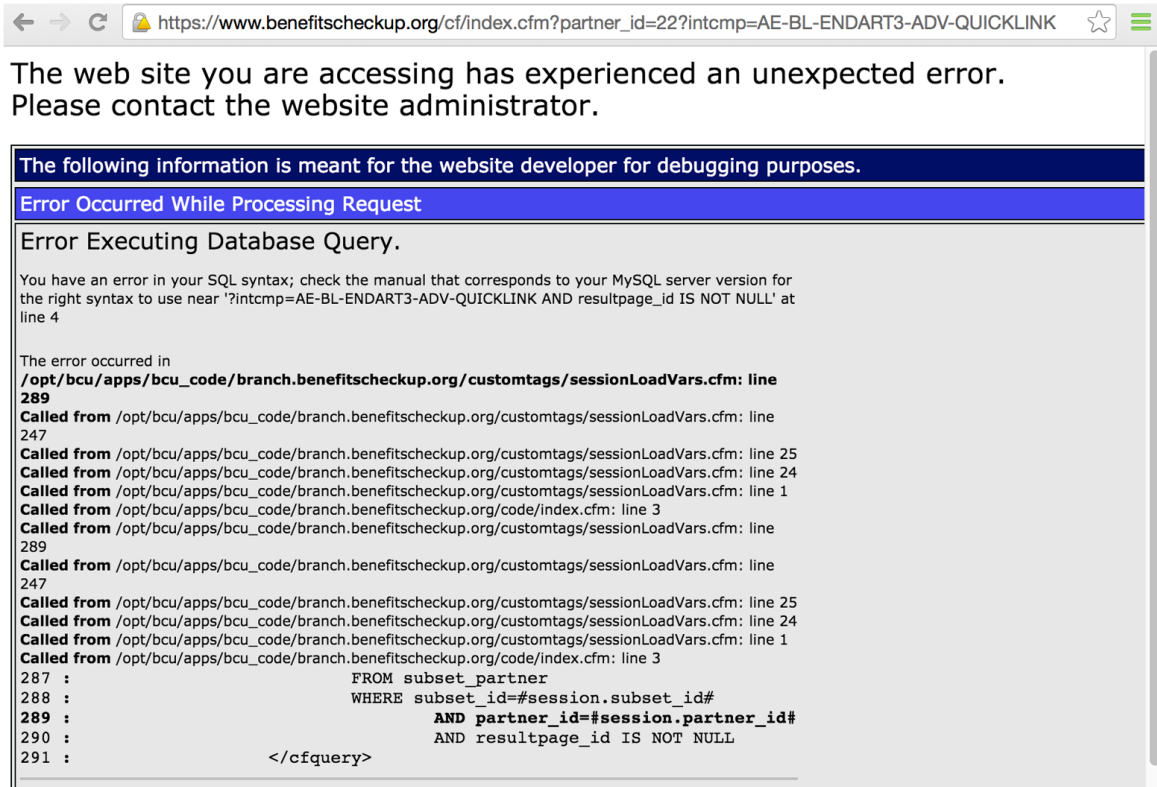 https://www.benefitscheckup.org/cf/index.cfm?partner_id=22?intcmp=AE-BL-ENDART3-ADV-QUICKLINK
The web site you are accessing has experienced an unexpected error.
Please contact the website administrator.
The following information is meant for the website developer for debugging purposes.
Error Occurred While Processing Request
Error Executing Database Query.
You have an error in your SQL syntax; check the manual that corresponds to your MySQL server version for
the right syntax to use near '?intcmp=AE-BL-ENDART3-ADV-QUICKLINK AND resultpage_id IS NOT NULL' at
line 4
The error occurred in
/opt/bcu/apps/bcu_code/branch.benefitscheckup.org/customtags/sessionLoadVars.cfm: line
289
Called from /opt/bcu/apps/bcu_code/branch.benefitscheckup.org/customtags/sessionLoadVars.cfm: line
247
Called from /opt/bcu/apps/bcu_code/branch.benefitscheckup.org/customtags/sessionLoadVars.cfm: line 25
Called from /opt/bcu/apps/bcu_code/branch.benefitscheckup.org/customtags/sessionLoadVars.cfm: line 24
Called from /opt/bcu/apps/bcu_code/branch.benefitscheckup.org/customtags/sessionLoadVars.cfm: line 1
Called from /opt/bcu/apps/bcu_code/branch.benefitscheckup.org/code/index.cfm: line 3
Called from /opt/bcu/apps/bcu_code/branch.benefitscheckup.org/customtags/sessionLoadVars.cfm: line
289
Called from /opt/bcu/apps/bcu_code/branch.benefitscheckup.org/customtags/sessionLoadVars.cfm: line
247
Called from /opt/bcu/apps/bcu_code/branch.benefitscheckup.org/customtags/sessionLoadVars.cfm: line 25
Called from /opt/bcu/apps/bcu_code/branch.benefitscheckup.org/customtags/sessionLoadVars.cfm: line 24
Called from /opt/bcu/apps/bcu_code/branch.benefitscheckup.org/customtags/sessionLoadVars.cfm: line 1
Called from /opt/bcu/apps/bcu_code/branch.benefitscheckup.org/code/index.cfm: line 3
287 : FROM subset_partner
288 : WHERE subset_id=#session.subset_id#
289 : AND partner_id=#session.partner_id#
290 : AND resultpage_id IS NOT NULL
291 : </cfquery>